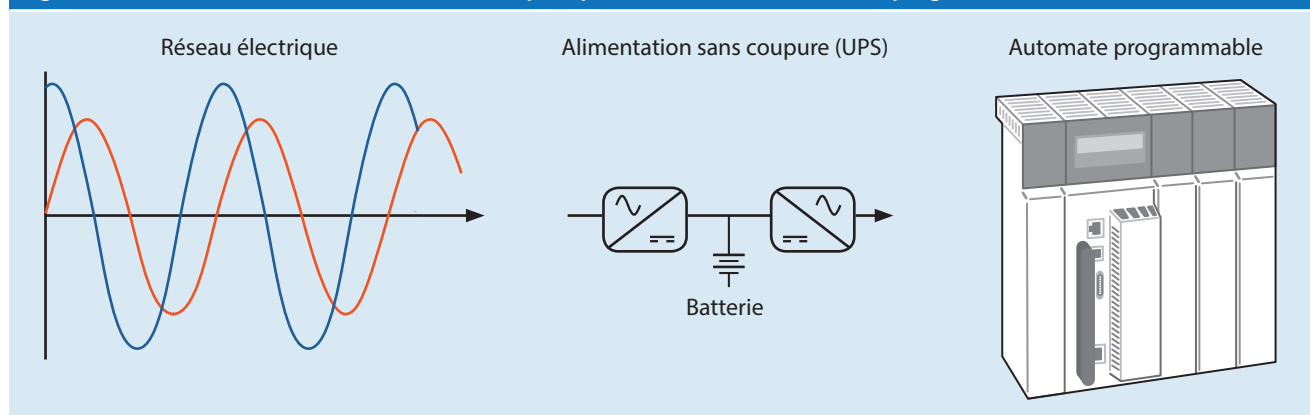 Réseau électrique
Alimentation sans coupure (UPS)
Automate programmable
Batterie